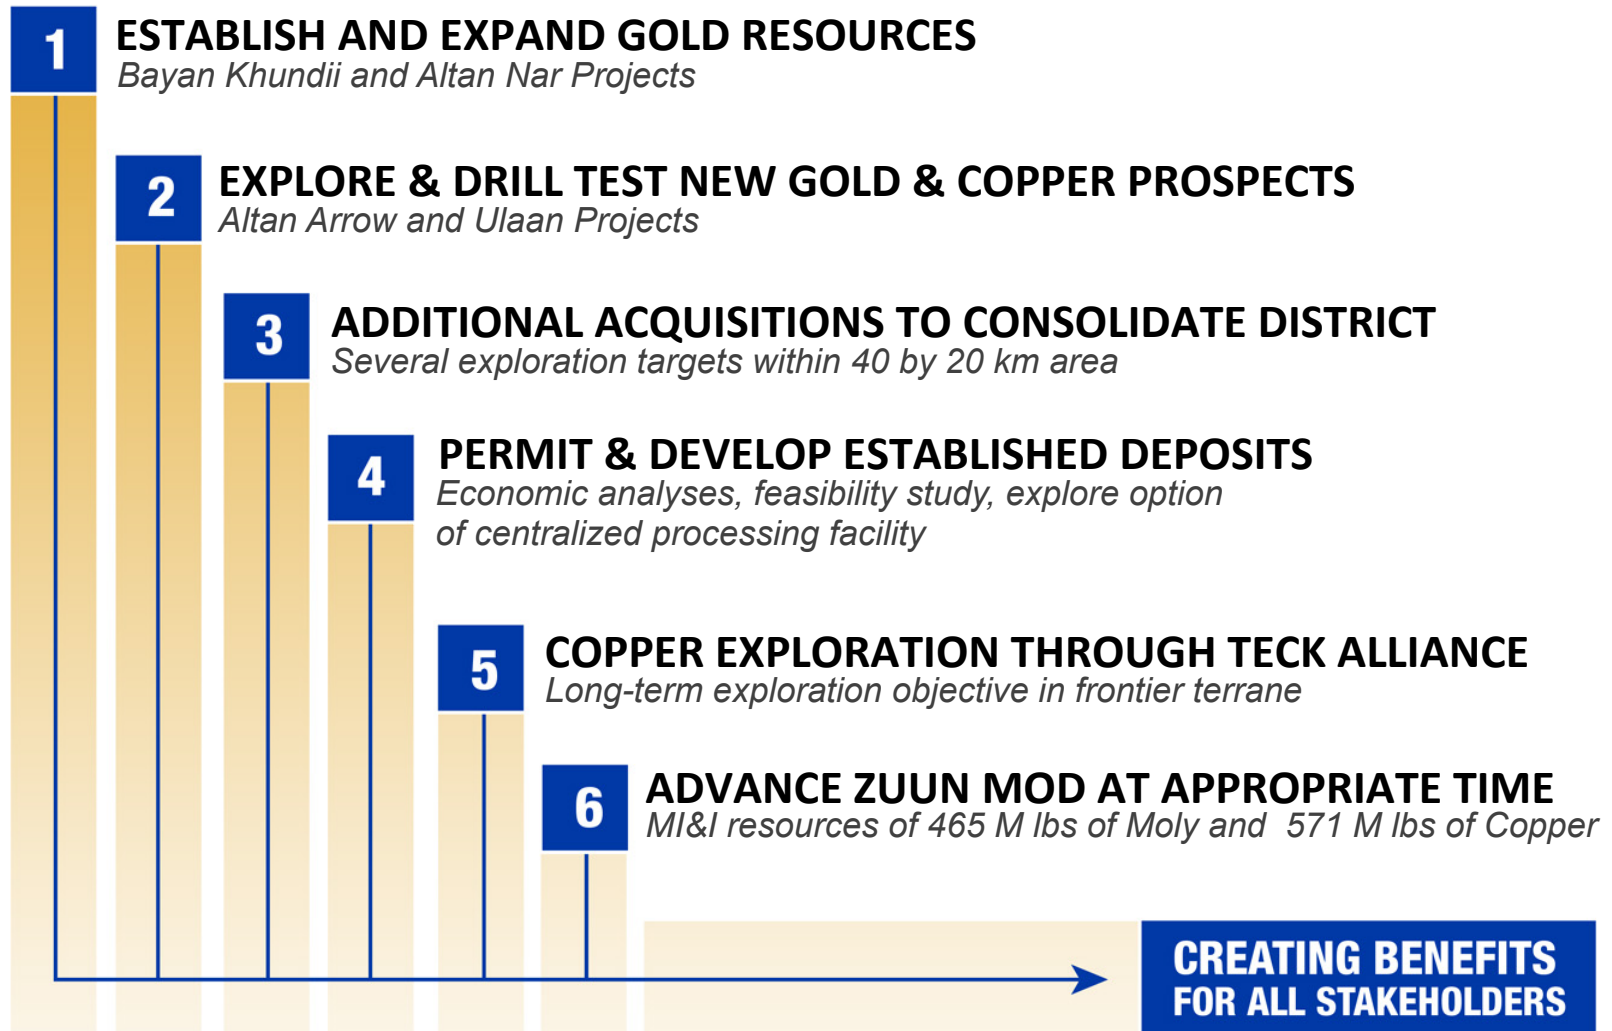 1
ESTABLISH AND EXPAND GOLD RESOURCES
Bayan Khundii and Altan Nar Projects
2
EXPLORE & DRILL TEST NEW GOLD & COPPER PROSPECTS
Altan Arrow and Ulaan Projects
3
ADDITIONAL ACQUISITIONS TO CONSOLIDATE DISTRICT
Several exploration targets within 40 by 20 km area
4
PERMIT & DEVELOP ESTABLISHED DEPOSITS
Economic analyses, feasibility study, explore option
of centralized processing facility
5
COPPER EXPLORATION THROUGH TECK ALLIANCE
Long-term exploration objective in frontier terrane
6
ADVANCE ZUUN MOD AT APPROPRIATE TIME
MI&I resources of 465 M lbs of Moly and  571 M lbs of Copper
CREATING BENEFITS
FOR ALL STAKEHOLDERS